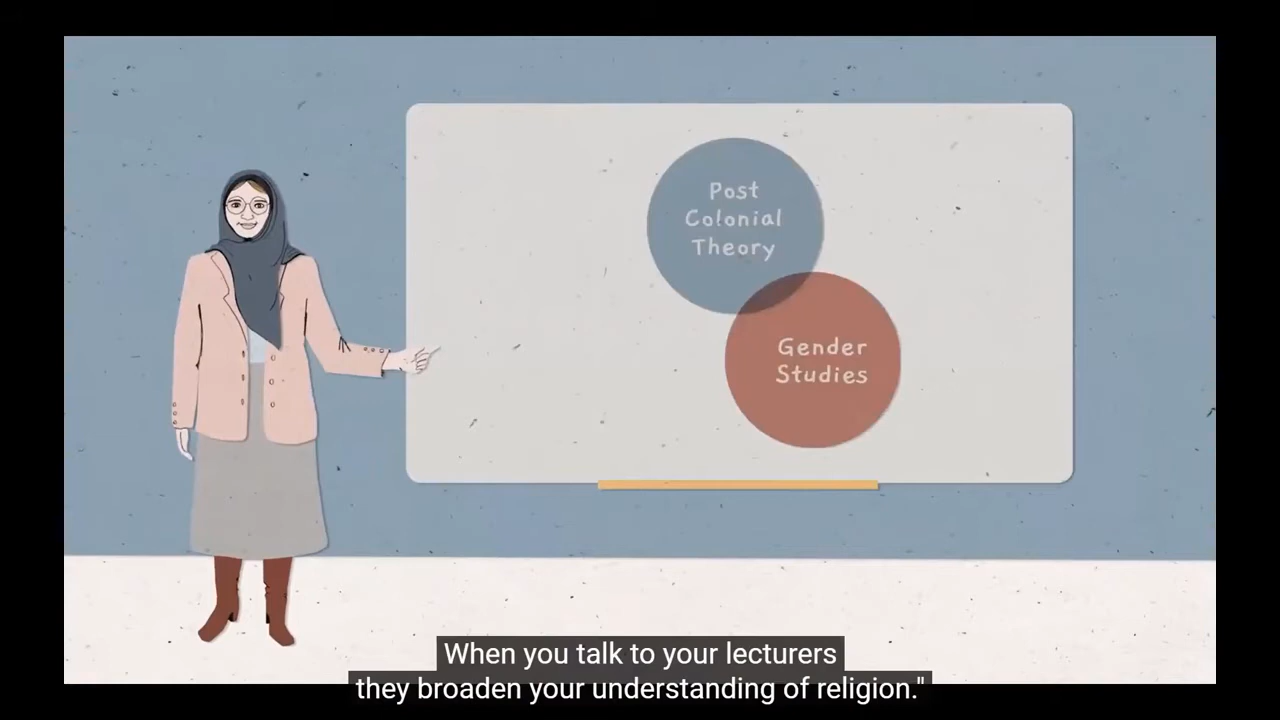 Post
Colonial
Theory
Gender
Studies
When you talk to your lecturers
they broaden your understanding of religion."